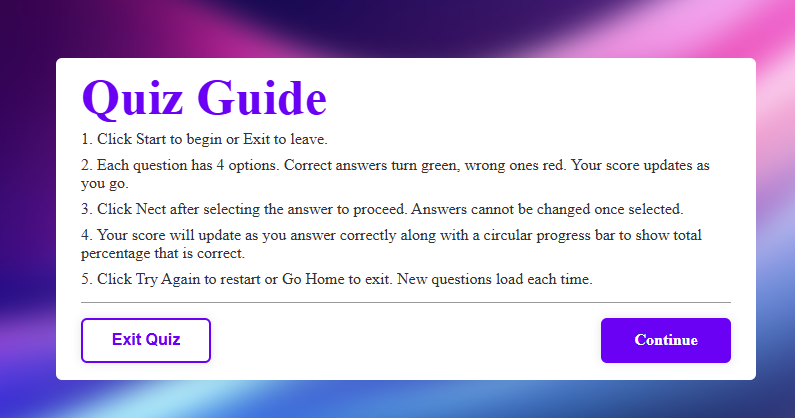 Quiz Guide
1. Click Start to begin or Exit to leave.
2. Each question has 4 options. Correct answers turn green, wrong ones red. Your score updates as
you go.
3. Click Nect after selecting the answer to proceed. Answers cannot be changed once selected.
4. Your score will update as you answer correctly along with a circular progress bar to show total
percentage that is correct.
5. Click Try Again to restart or Go Home to exit. New questions load each time.
Exit Quiz
Continue